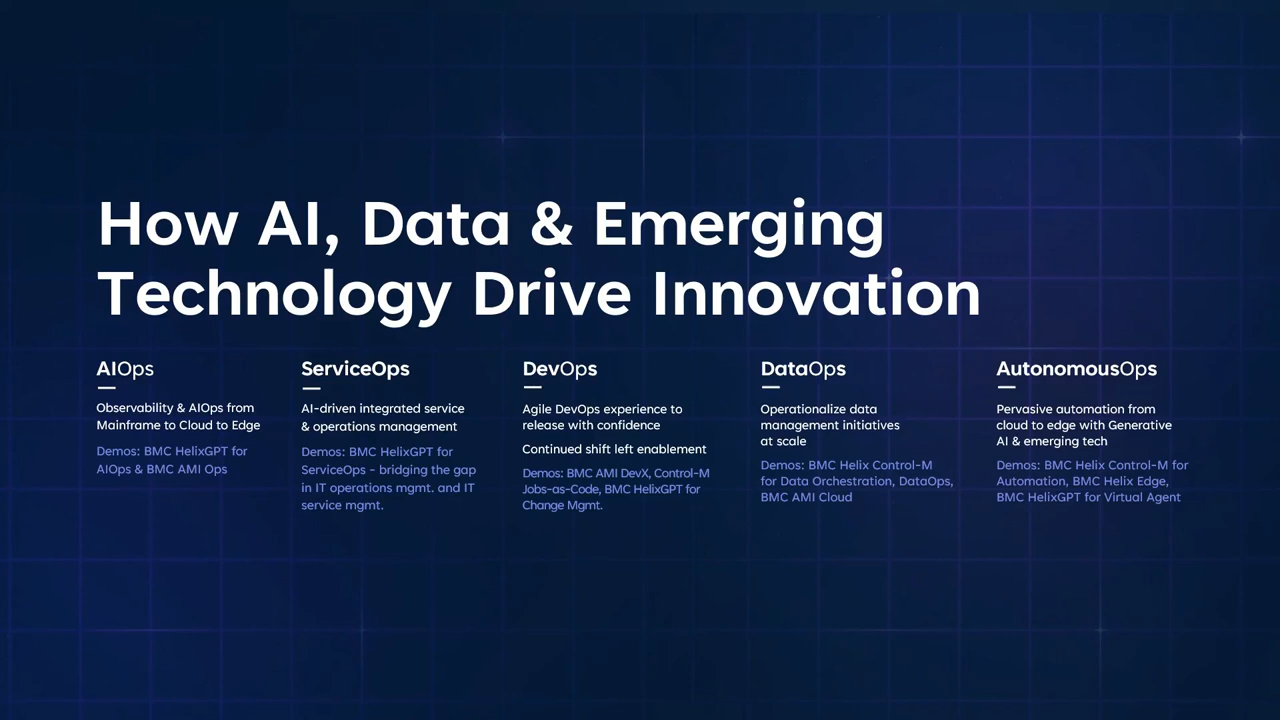 How AI, Data & Emerging
Technology Drive Innovation
AIOps
Observability & AIOps from
Mainframe to Cloud to Edge
Demos: BMC HelixGPT for
AIOps & BMC AMI Ops
ServiceOps
AI-driven integrated service
& operations management
Demos: BMC HelixGPT for
ServiceOps - bridging the gap
in IT operations mgmt. and IT
service mgmt.
DevOps
Agile DevOps experience to
release with confidence
Continued shift left enablement
Demos: BMC AMI DevX, Control-M
Jobs-as-Code, BMC HelixGPT for
Change Mgmt.
DataOps
Operationalize data
management initiatives
at scale
Demos: BMC Helix Control-M
for Data Orchestration, DataOps,
BMC AMI Cloud
AutonomousOps
Pervasive automation from
cloud to edge with Generative
AI & emerging tech
Demos: BMC Helix Control-M for
Automation, BMC Helix Edge,
BMC HelixGPT for Virtual Agent